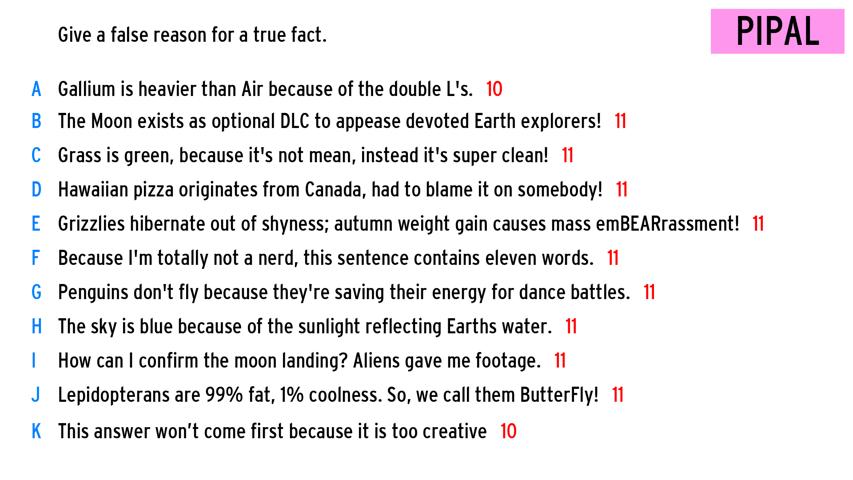 PIPAL
Give a false reason for a true fact.
A Gallium is heavier than Air because of the double L's. 10
B The Moon exists as optional DLC to appease devoted Earth explorers! 11
C Grass is green, because it's not mean, instead it's super clean! 11
D Hawaiian pizza originates from Canada, had to blame it on somebody! 11
E Grizzlies hibernate out of shyness; autumn weight gain causes mass emBEARrassment! 11
F Because I'm totally not a nerd, this sentence contains eleven words. 11
G Penguins don't fly because they're saving their energy for dance battles. 11
H The sky is blue because of the sunlight reflecting Earths water. 11
I How can I confirm the moon landing? Aliens gave me footage. 11
J Lepidopterans are 99% fat, 1% coolness. So, we call them ButterFly! 11
K This answer won’t come first because it is too creative 10